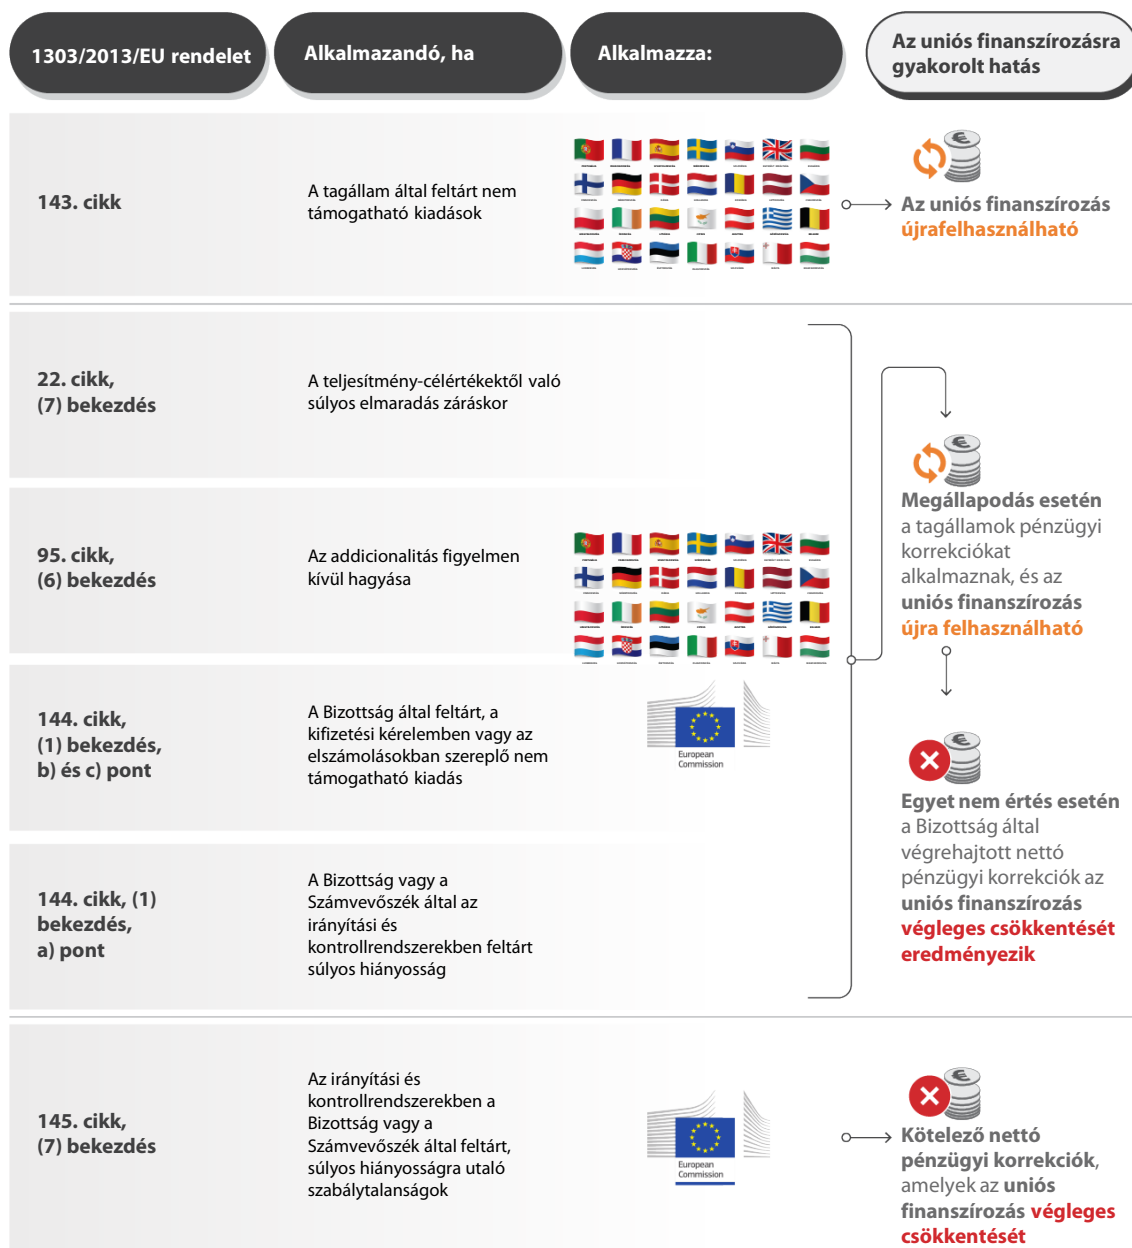 1303/2013/EU rendelet
Alkalmazandó, ha
Alkalmazza:
Az uniós finanszírozásra
gyakorolt hatás
143. cikk
A tagállam által feltárt nem
támogatható kiadások
Az uniós finanszírozás
újrafelhasználható
22. cikk,
(7) bekezdés
A teljesítmény-célértékektől való
súlyos elmaradás záráskor
95. cikk,
(6) bekezdés
Az addicionalitás figyelmen
kívül hagyása
144. cikk,
(1) bekezdés,
b) és c) pont
A Bizottság által feltárt, a
kifizetési kérelemben vagy az
elszámolásokban szereplő nem
támogatható kiadás
European
Commission
144. cikk, (1)
bekezdés,
a) pont
A Bizottság vagy a
Számvevőszék által az
irányítási és
kontrollrendszerekben feltárt
súlyos hiányosság
Megállapodás esetén
a tagállamok pénzügyi
korrekciókat
alkalmaznak, és az
uniós finanszírozás
újra felhasználható
Egyet nem értés esetén
a Bizottság által
végrehajtott nettó
pénzügyi korrekciók az
uniós finanszírozás
végleges csökkentését
eredményezik
145. cikk,
(7) bekezdés
Az irányítási és
kontrollrendszerekben a
Bizottság vagy a
Számvevőszék által feltárt,
súlyos hiányosságra utaló
szabálytalanságok
European
Commission
Kötelező nettó
pénzügyi korrekciók,
amelyek az uniós
finanszírozás végleges
csökkentését